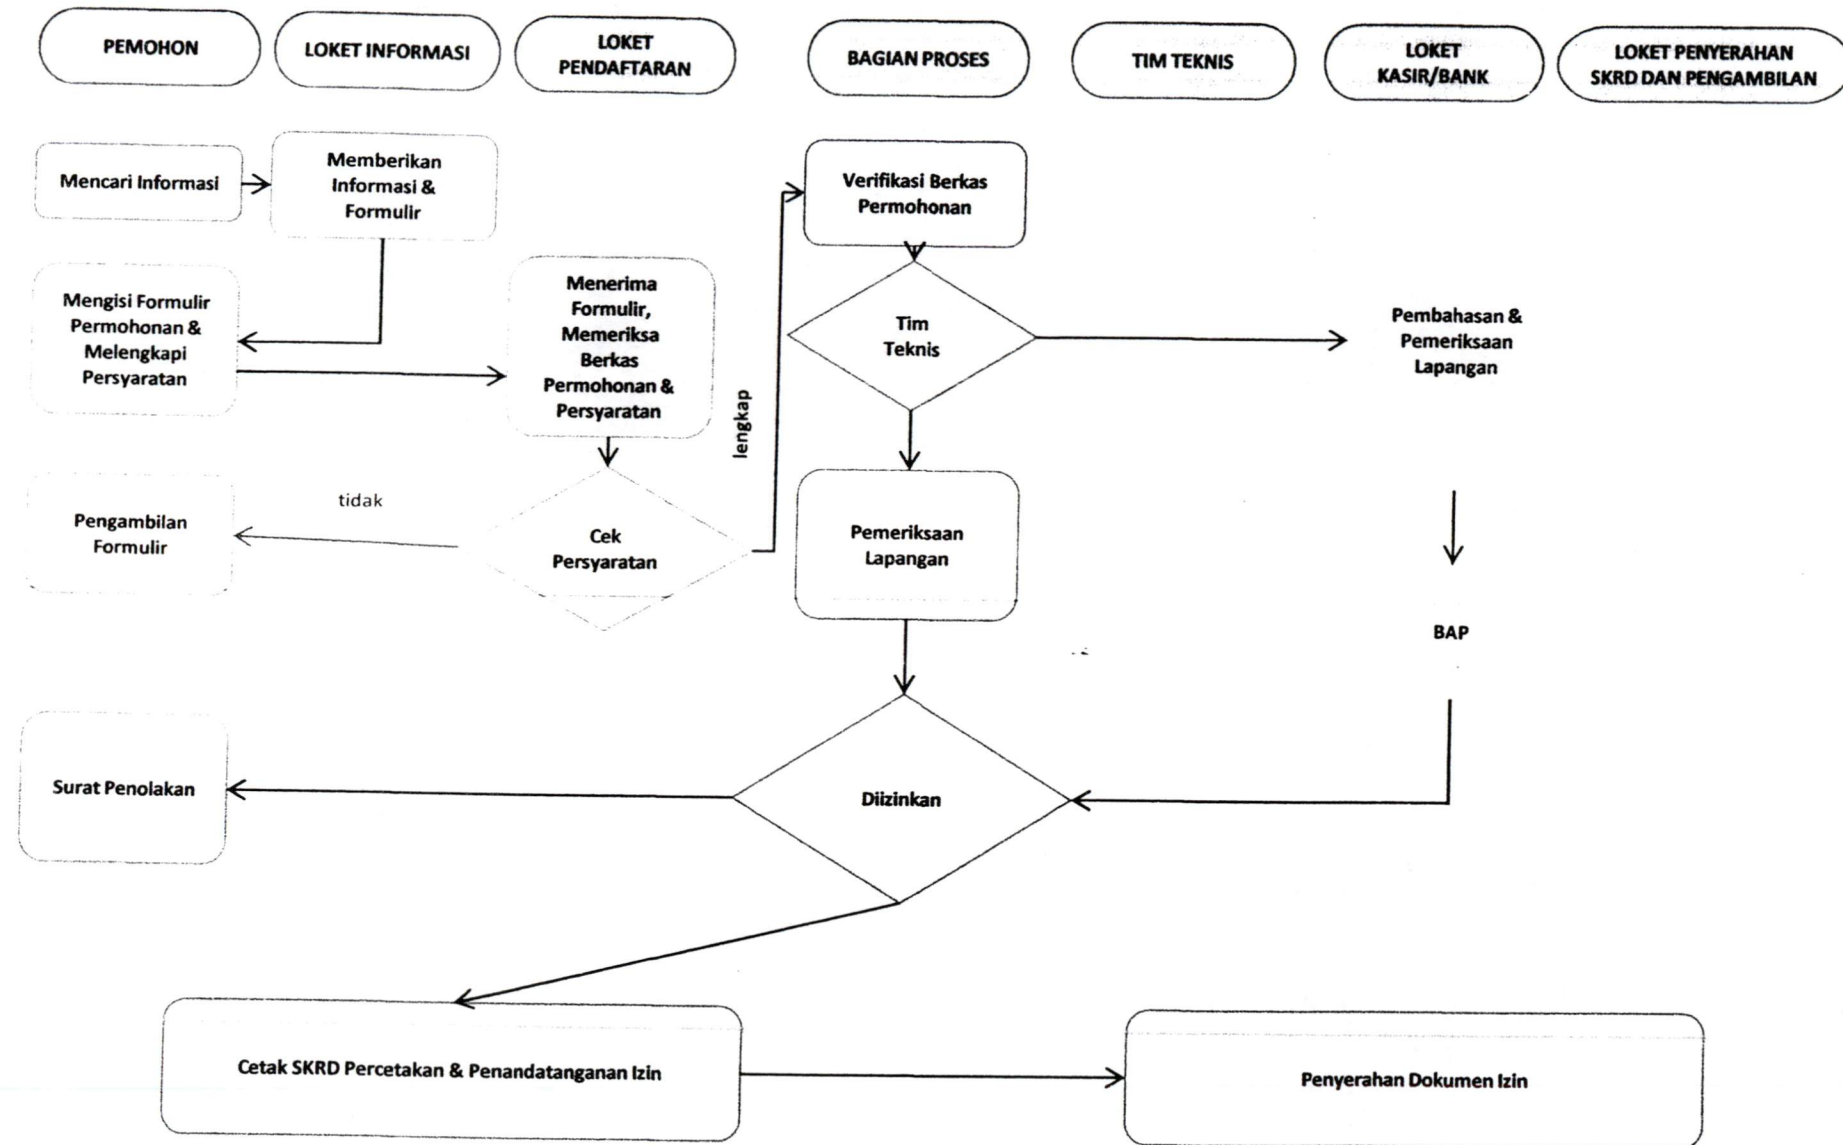 PEMOHON
LOKET INFORMASI
LOKET
PENDAFTARAN
BAGIAN PROSES
TIM TEKNIS
LOKET
KASIR/BANK
LOKET PENYERAHAN
SKRD DAN PENGAMBILAN
Mencari Informasi
Memberikan
Informasi &
Formulir
Verifikasi Berkas
Permohonan
Mengisi Formulir
Permohonan &
Melengkapi
Persyaratan
Menerima
Formulir,
Memeriksa
Berkas
Permohonan &
Persyaratan
Tim
Teknis
Pembahasan &
Pemeriksaan
Lapangan
lengkap
tidak
Pengambilan
Formulir
Cek
Persyaratan
Pemeriksaan
Lapangan
BAP
Surat Penolakan
Diizinkan
Cetak SKRD Percetakan & Penandatanganan Izin
Penyerahan Dokumen Izin